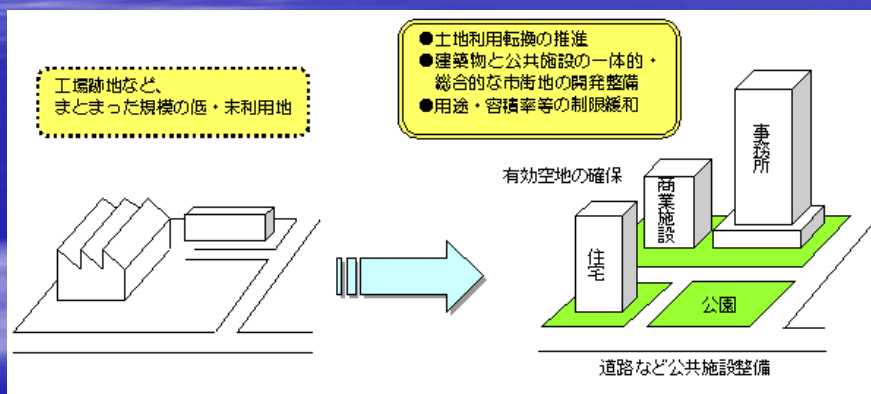 工場跡地など、
まとまった規模の低・未利用地
●土地利用転換の推進
●建築物と公共施設の一体的・
総合的な市街地の開発整備
●用途・容積率等の制限緩和
有効空地の確保
事務所
商業施設
住宅
公園
道路など公共施設整備